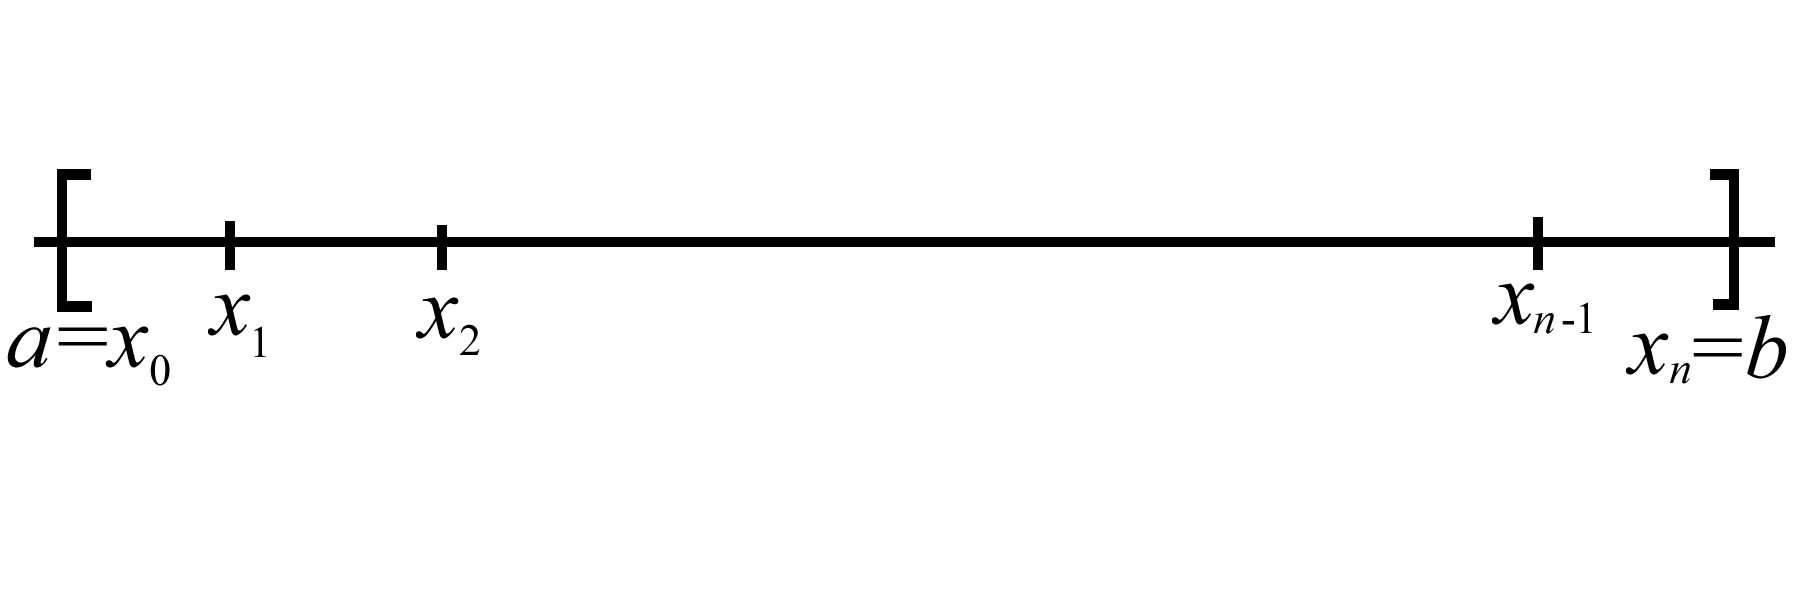 a=x₀ x₁ x₂ xₙ₋₁ xₙ=b